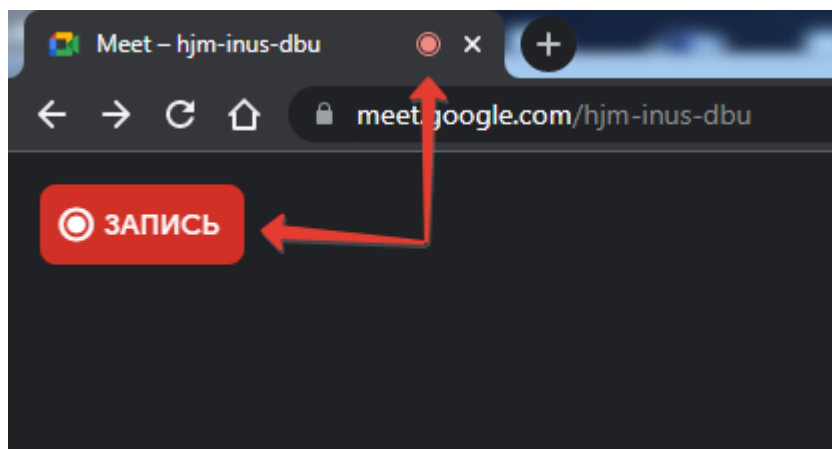 Meet – hjm-inus-dbu
meet.google.com/hjm-inus-dbu
ЗАПИСЬ